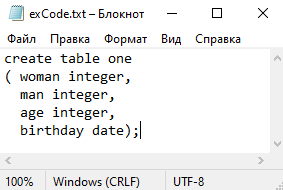 exCode.txt – Блокнот
Файл Правка Формат Вид Справка
create table one
( woman integer,
  man integer,
  age integer,
  birthday date);
100% Windows (CRLF) UTF-8